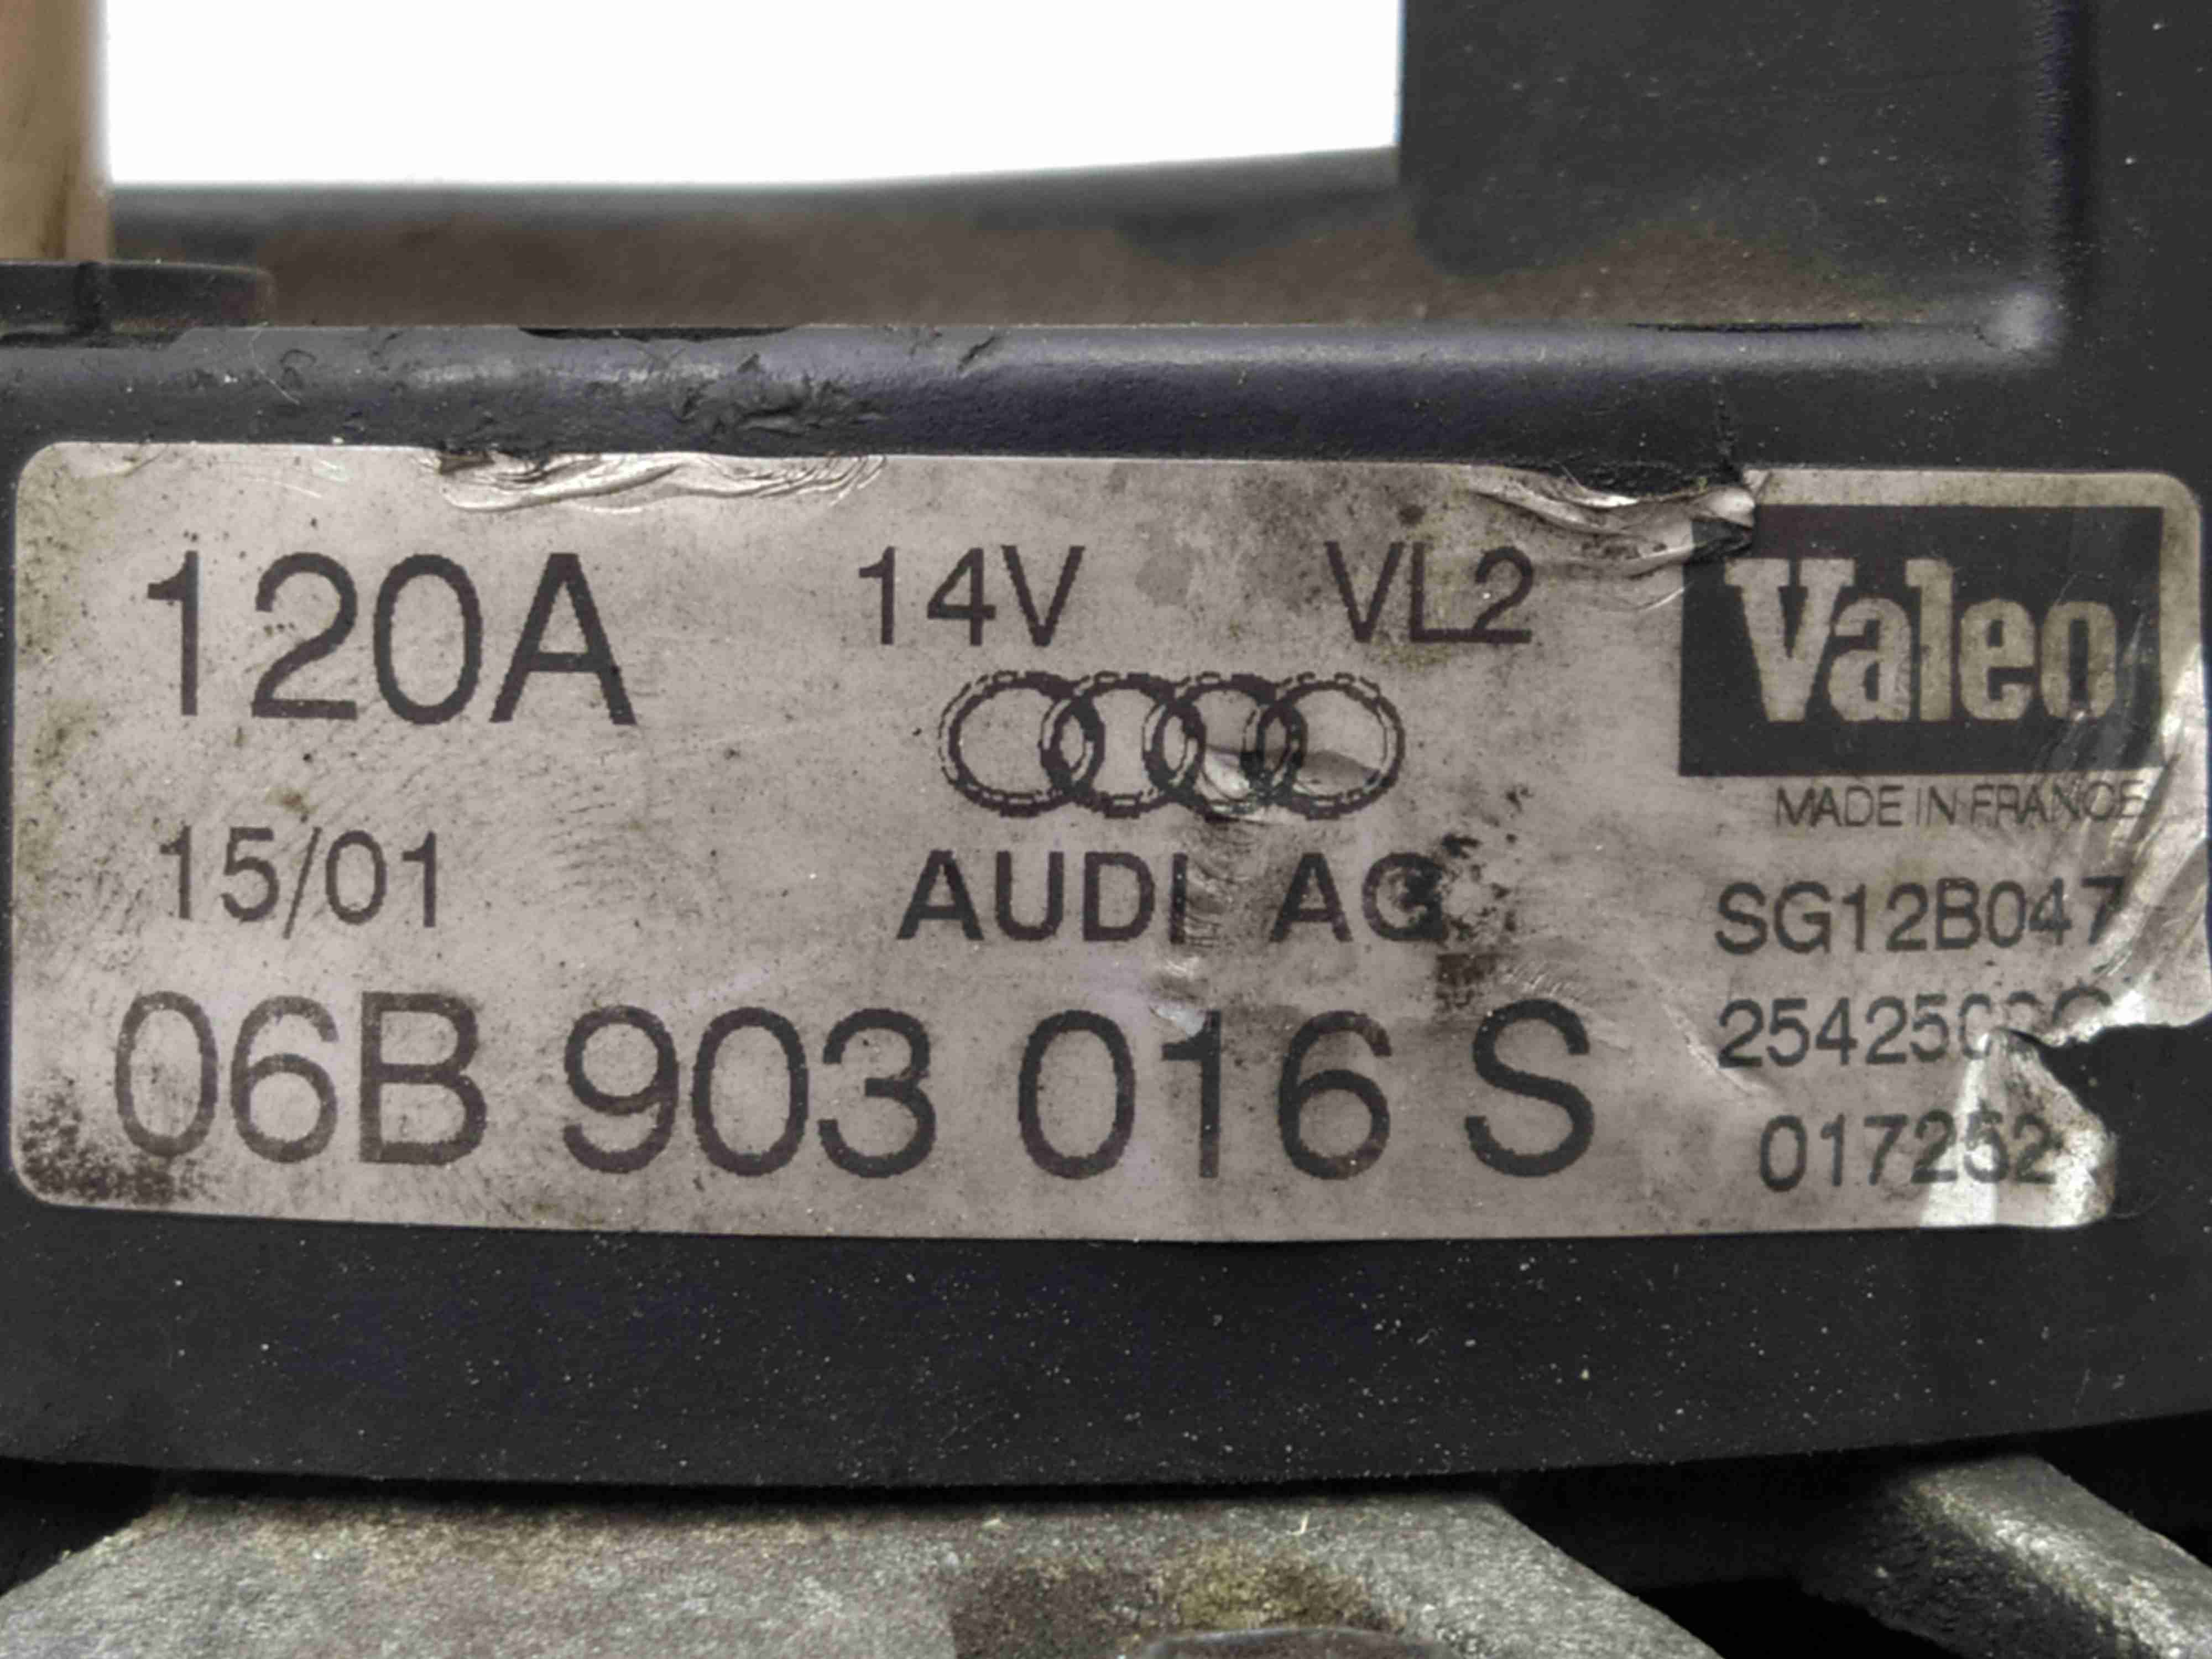 120A 14V VL2 Valeo
MADE IN FRANCE
15/01 AUDI AG SG12B047
06B 903 016 S
017252